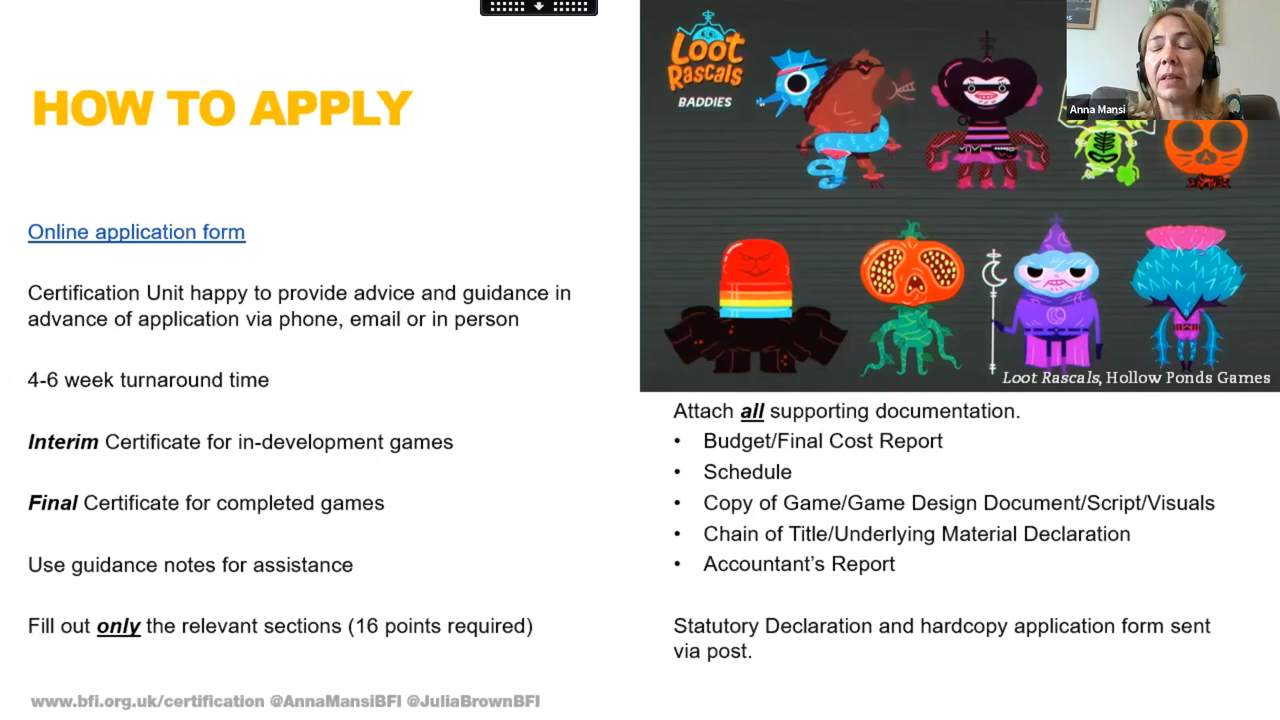 HOW TO APPLY
Online application form
Certification Unit happy to provide advice and guidance in
advance of application via phone, email or in person
4-6 week turnaround time
Interim Certificate for in-development games
Final Certificate for completed games
Use guidance notes for assistance
Fill out only the relevant sections (16 points required)
www.bfi.org.uk/certification @AnnaMansiBFI @JuliaBrownBFI
Loot
Rascals
BADDIES
Anna Mansi
Loot Rascals, Hollow Ponds Games
Attach all supporting documentation.
• Budget/Final Cost Report
• Schedule
• Copy of Game/Game Design Document/Script/Visuals
• Chain of Title/Underlying Material Declaration
• Accountant's Report
Statutory Declaration and hardcopy application form sent
via post.